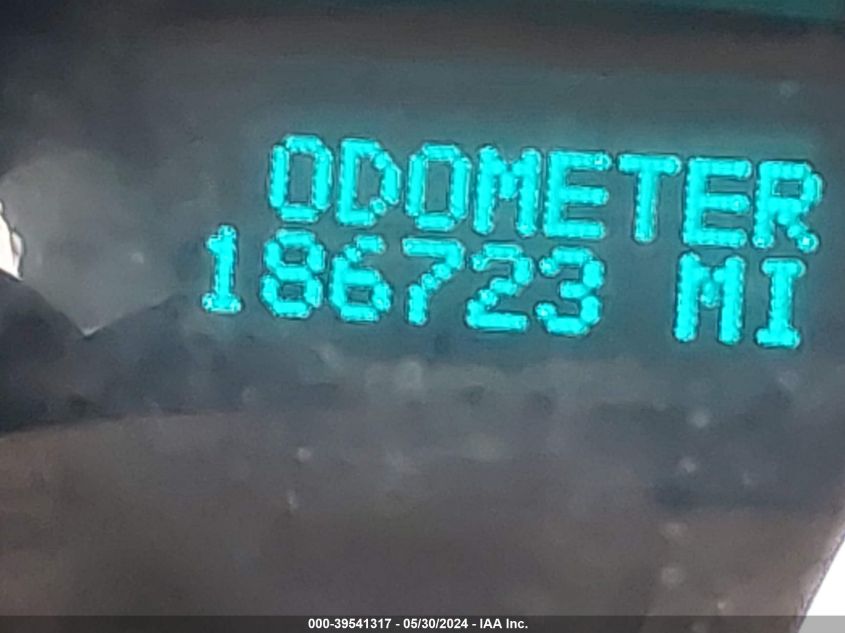 ODOMETER
186723 MI
000-39541317 - 05/30/2024 - IAA Inc.